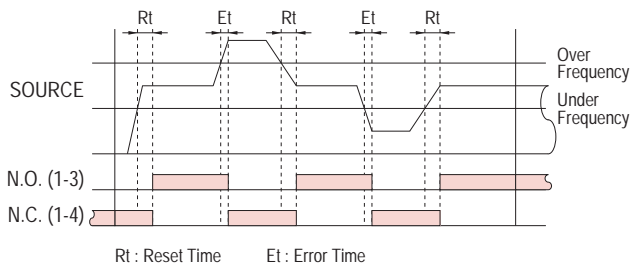 Rt Et Rt Et Rt
Over
Frequency
SOURCE
Under
Frequency
N.O. (1-3)
N.C. (1-4)
Rt : Reset Time Et : Error Time